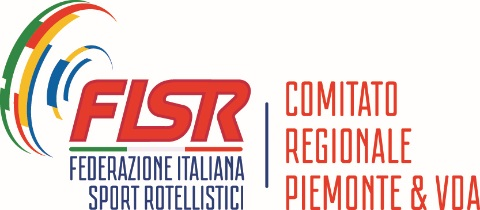 FISR
FEDERAZIONE ITALIANA
SPORT ROTELLISTICI
COMITATO
REGIONALE
PIEMONTE & VDA